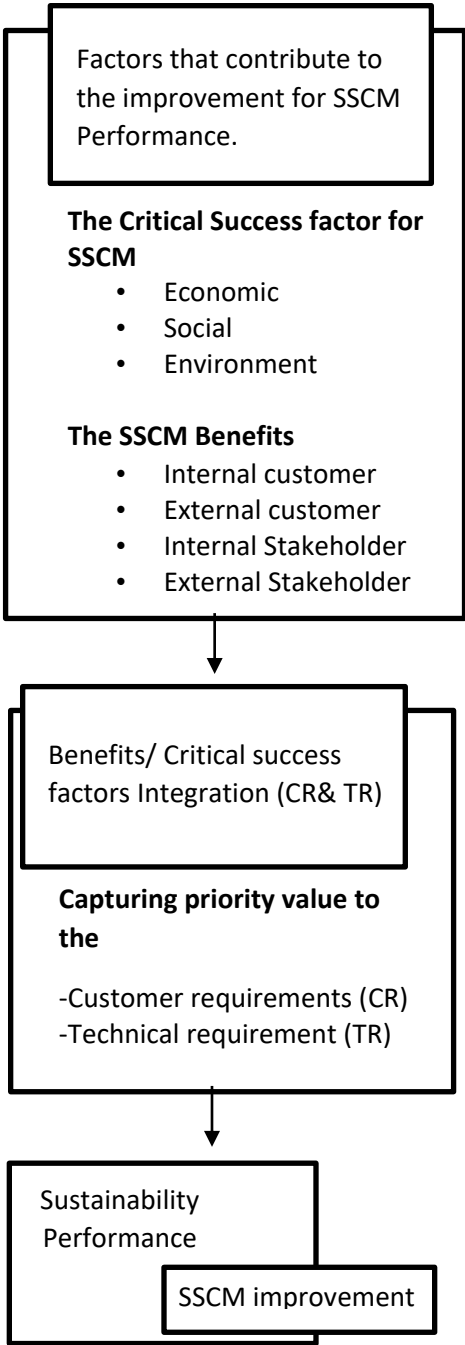 Factors that contribute to
the improvement for SSCM
Performance.
The Critical Success factor for
SSCM
• Economic
• Social
• Environment
The SSCM Benefits
• Internal customer
• External customer
• Internal Stakeholder
• External Stakeholder
Benefits/ Critical success
factors Integration (CR& TR)
Capturing priority value to
the
-Customer requirements (CR)
-Technical requirement (TR)
Sustainability
Performance
SSCM improvement